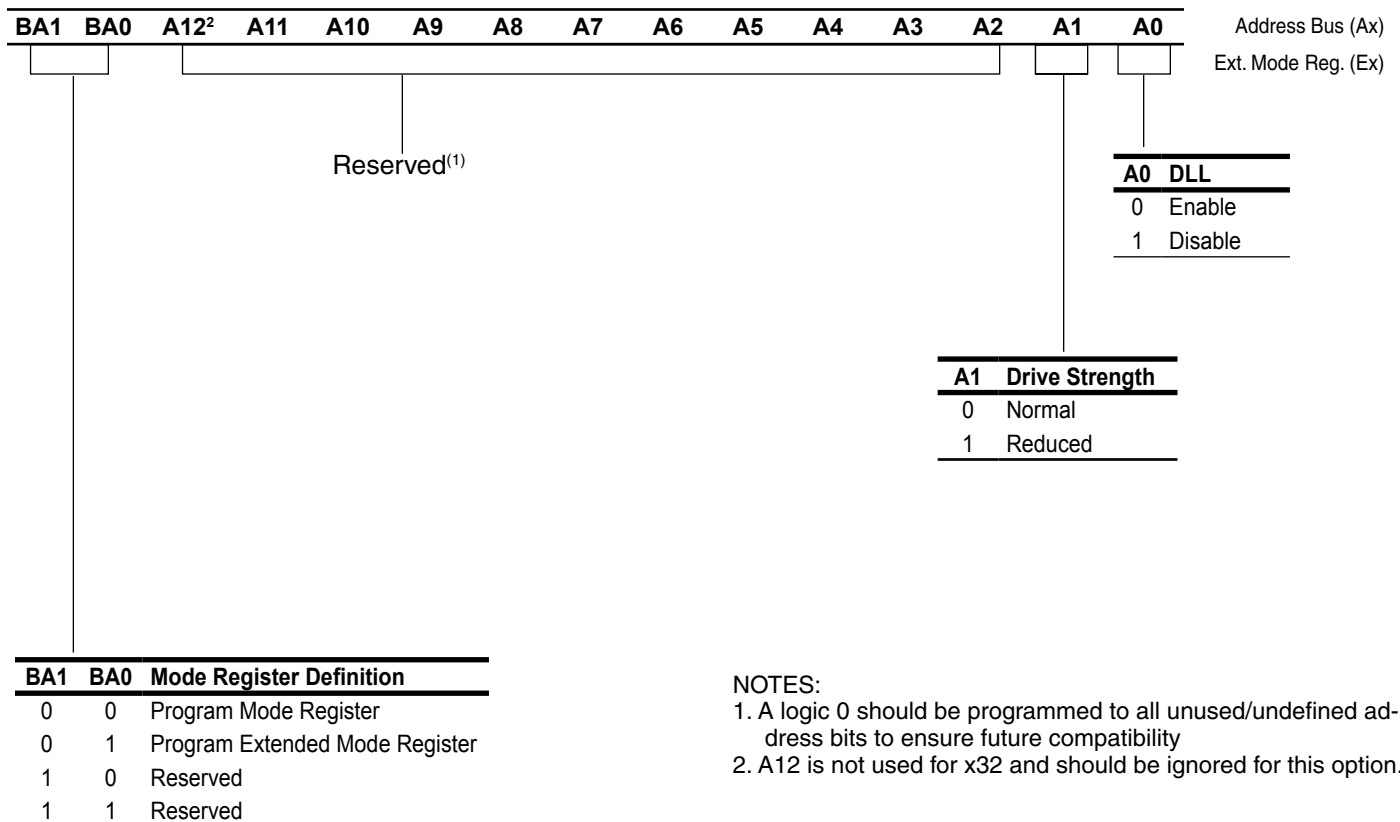 BA1 BA0 A12² A11 A10 A9 A8 A7 A6 A5 A4 A3 A2 A1 A0 Address Bus (Ax)
Ext. Mode Reg. (Ex)
Reserved⁽¹⁾
A0 DLL
0 Enable
1 Disable
A1 Drive Strength
0 Normal
1 Reduced
BA1 BA0 Mode Register Definition
0 0 Program Mode Register
0 1 Program Extended Mode Register
1 0 Reserved
1 1 Reserved
NOTES:
1. A logic 0 should be programmed to all unused/undefined ad-
dress bits to ensure future compatibility
2. A12 is not used for x32 and should be ignored for this option.